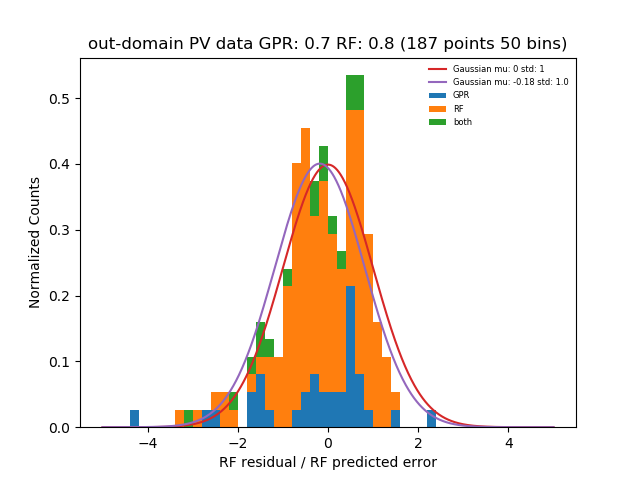 out-domain PV data GPR: 0.7 RF: 0.8 (187 points 50 bins)
Gaussian mu: 0 std: 1
Gaussian mu: -0.18 std: 1.0
GPR
RF
both
Normalized Counts
0.5
0.4
0.3
0.2
0.1
0.0
−4 −2 0 2 4
RF residual / RF predicted error